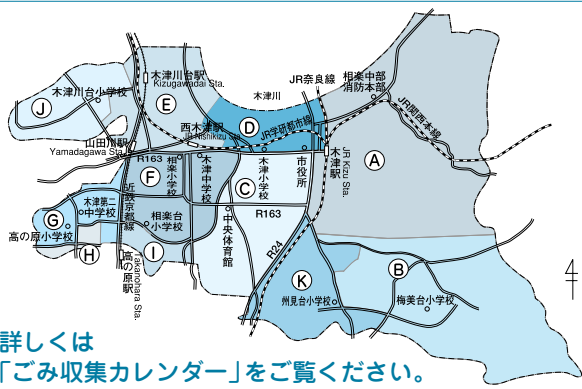 JR奈良線
木津川
相楽中部
消防本部
木津川台駅
Kizugawadai Sta.
木津川台小学校
J
E
D
JR学研都市線
JR関西本線
西木津駅
JR Nishikizu Sta.
山田川駅
Yamadagawa Sta.
R163
市役所
木津駅
JR Kizu Sta.
A
F
相楽小学校
木津中学校
木津小学校
C
近鉄京都線
木津第二
中学校
相楽台
小学校
G
高の原小学校
中央体育館
R163
H
I
高の原駅
Takanohara Sta.
R24
B
K
州見台小学校
梅美台小学校
4
詳しくは
「ごみ収集カレンダー」をご覧ください。